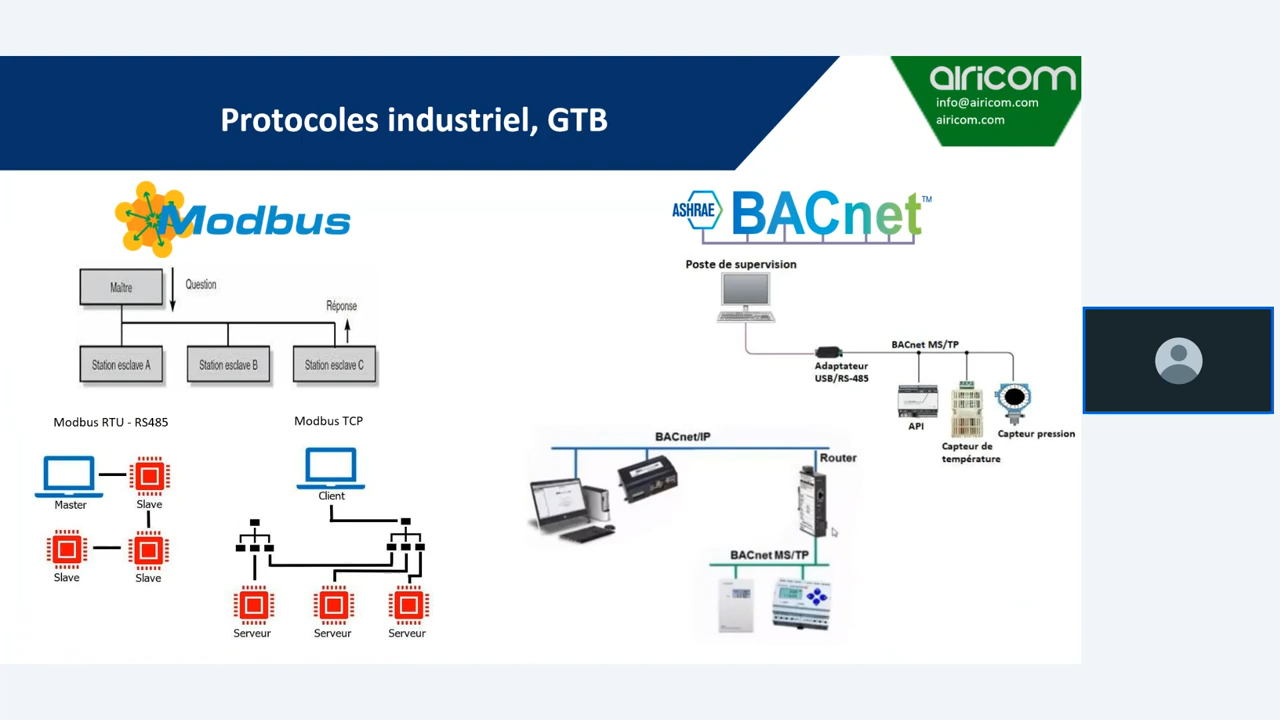 Protocoles industriel, GTB
airicom
info@airicom.com
airicom.com
Modbus
Maître
Question
Réponse
Station esclave A
Station esclave B
Station esclave C
Modbus RTU - RS485
Modbus TCP
Master
Slave
Slave
Slave
Client
Serveur
Serveur
Serveur
ASHRAE
BACnet™
Poste de supervision
BACnet MS/TP
Adaptateur
USB/RS-485
API
Capteur de
température
Capteur pression
BACnet/IP
Router
BACnet MS/TP